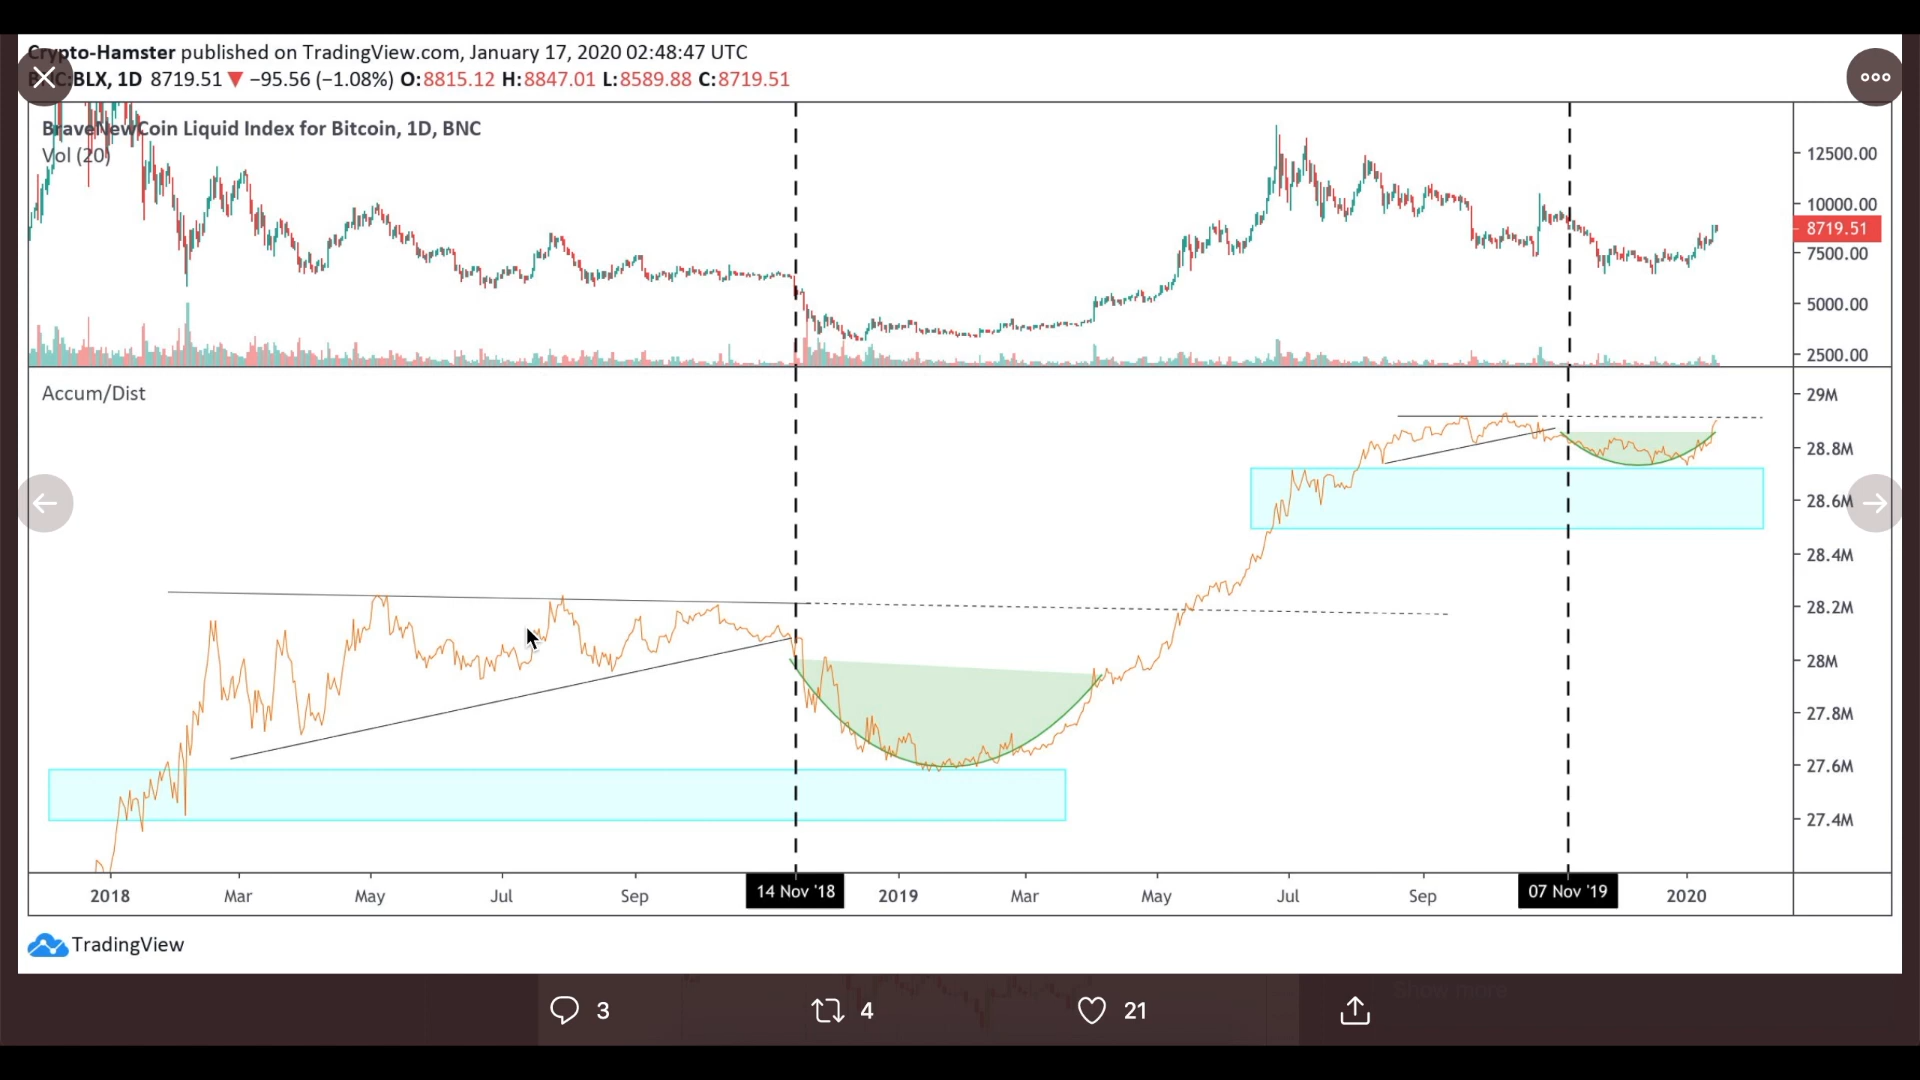 Crypto-Hamster published on TradingView.com, January 17, 2020 02:48:47 UTC
BLX, 1D 8719.51 ▼ −95.56 (−1.08%) O:8815.12 H:8847.01 L:8589.88 C:8719.51
BraveNewCoin Liquid Index for Bitcoin, 1D, BNC
Vol (20)
12500.00
10000.00
8719.51
7500.00
5000.00
2500.00
Accum/Dist
29M
28.8M
28.6M
28.4M
28.2M
28M
27.8M
27.6M
27.4M
2018 Mar May Jul Sep 14 Nov '18 2019 Mar May Jul Sep 07 Nov '19 2020
TradingView
Show more
3 4 21